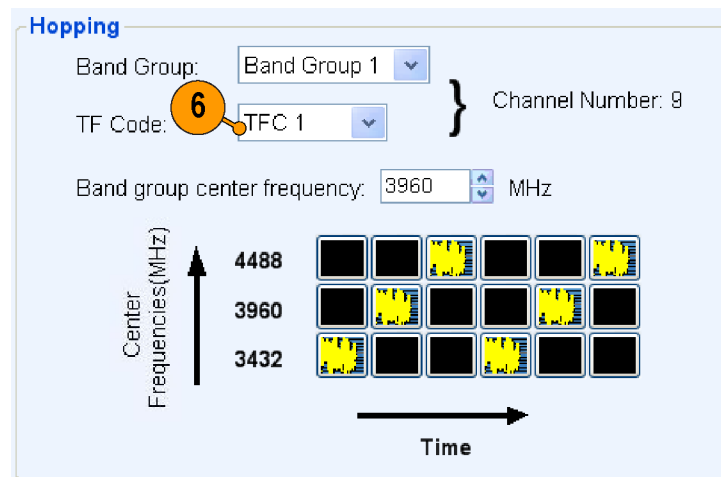 Hopping
Band Group: Band Group 1
} Channel Number: 9
6
TF Code: TFC 1
Band group center frequency: 3960 MHz
Center
Frequencies(MHz)
4488
3960
3432
Time